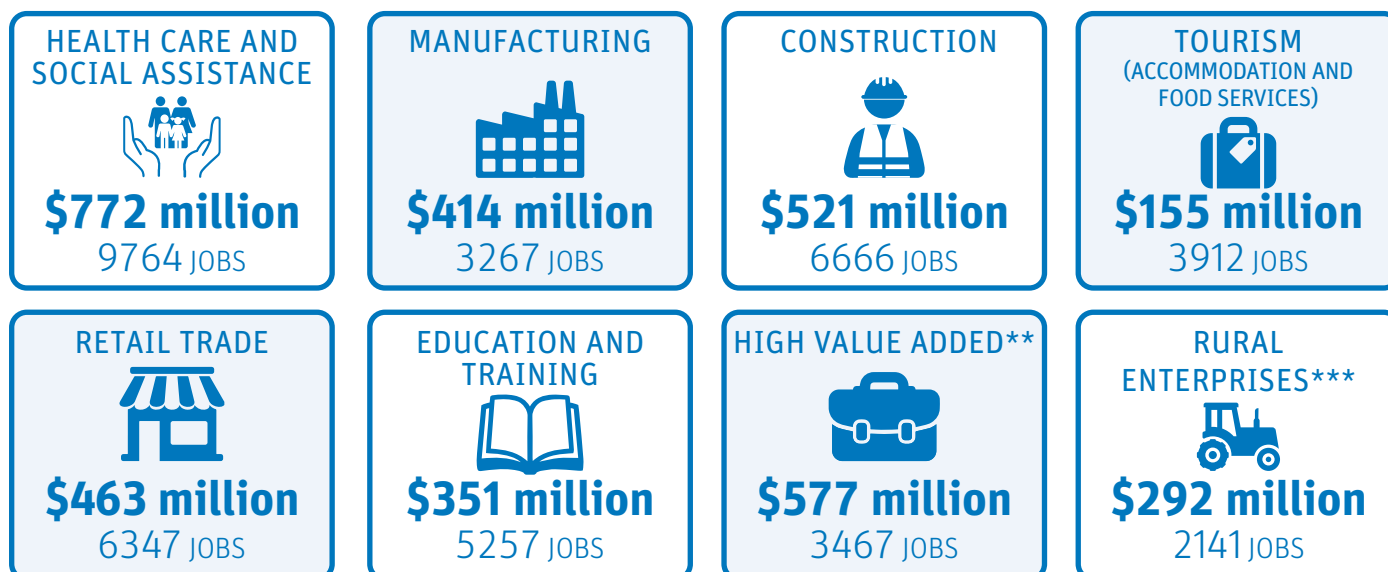 HEALTH CARE AND
SOCIAL ASSISTANCE
$772 million
9764 JOBS
MANUFACTURING
$414 million
3267 JOBS
CONSTRUCTION
$521 million
6666 JOBS
TOURISM
(ACCOMMODATION AND
FOOD SERVICES)
$155 million
3912 JOBS
RETAIL TRADE
$463 million
6347 JOBS
EDUCATION AND
TRAINING
$351 million
5257 JOBS
HIGH VALUE ADDED**
$577 million
3467 JOBS
RURAL
ENTERPRISES***
$292 million
2141 JOBS